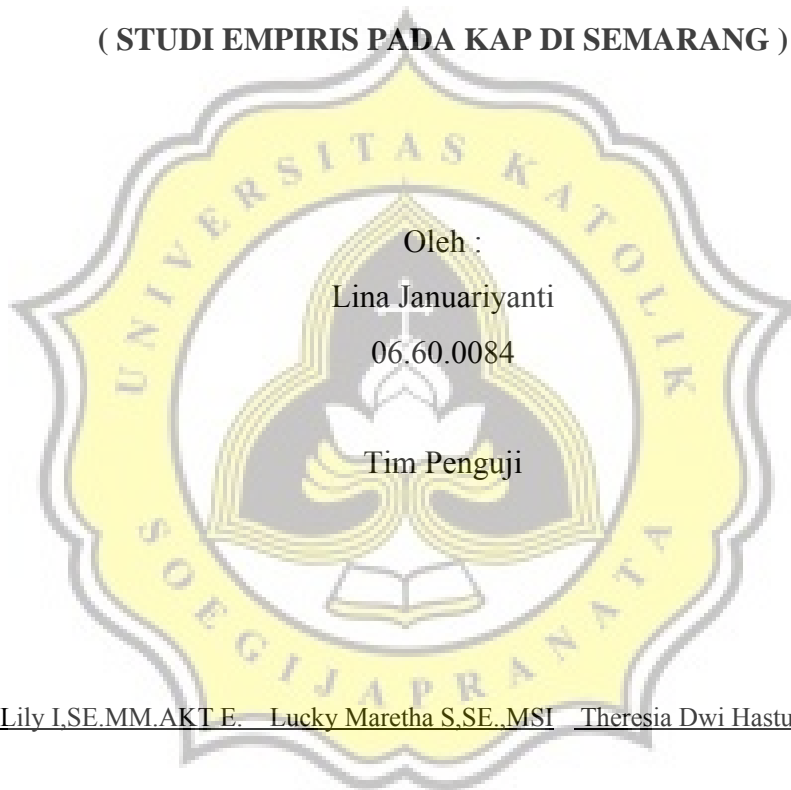 ( STUDI EMPIRIS PADA KAP DI SEMARANG )
UNIVERSITAS KATOLIK
Oleh :
Lina Januariyanti
06.60.0084
Tim Penguji
SOEGIJAPRANATA
Lily I,SE.MM.AKT E. Lucky Maretha S,SE.,MSI Theresia Dwi Hastu